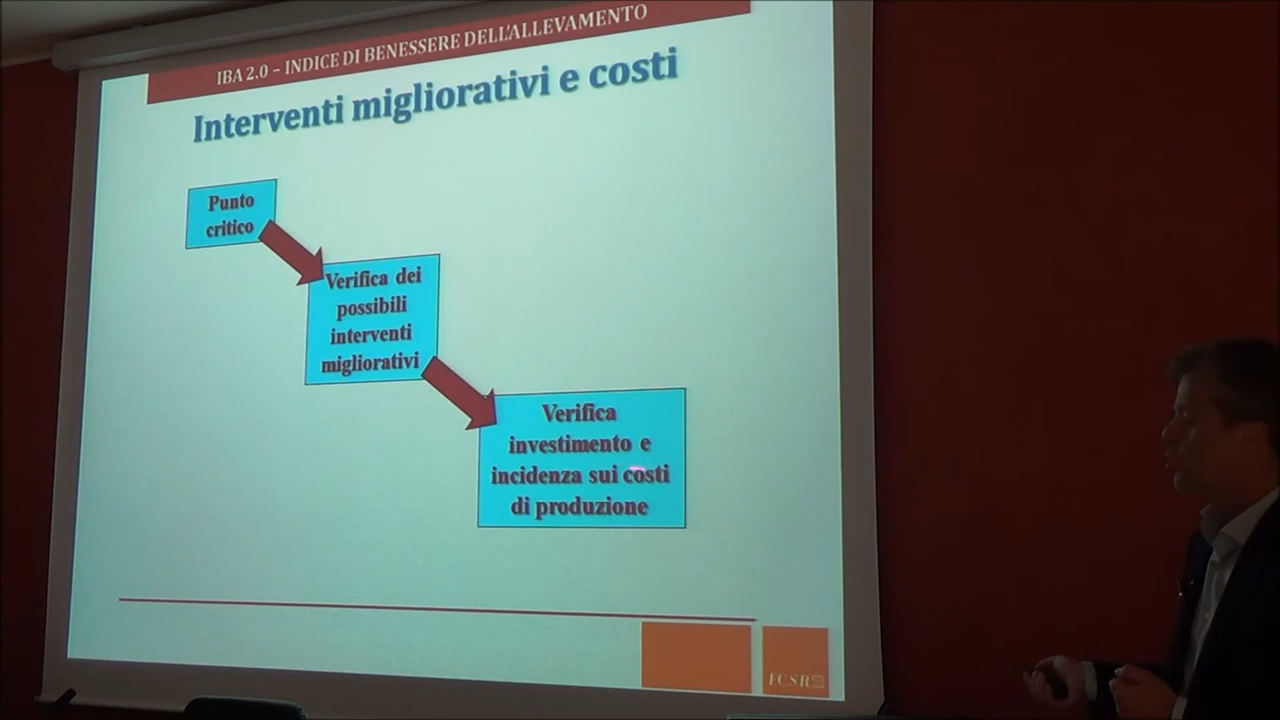 IBA 2.0 – INDICE DI BENESSERE DELL'ALLEVAMENTO
Interventi migliorativi e costi
Punto
critico
Verifica dei
possibili
interventi
migliorativi
Verifica
investimento e
incidenza sui costi
di produzione